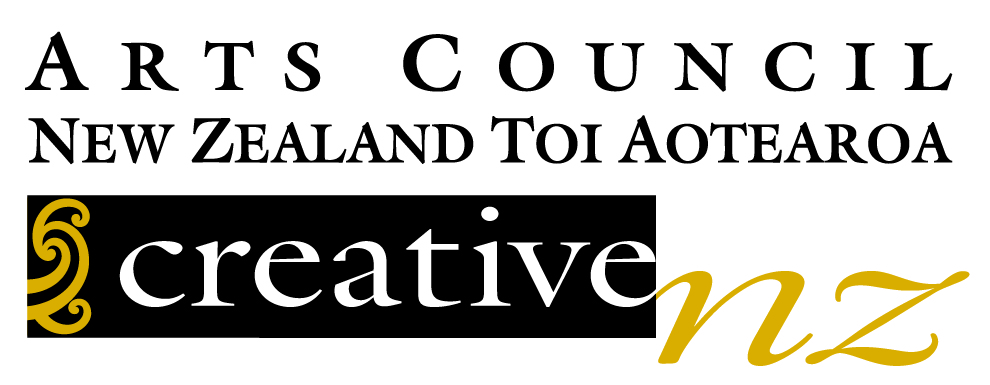 ARTS COUNCIL
NEW ZEALAND TOI AOTEAROA
creative nz